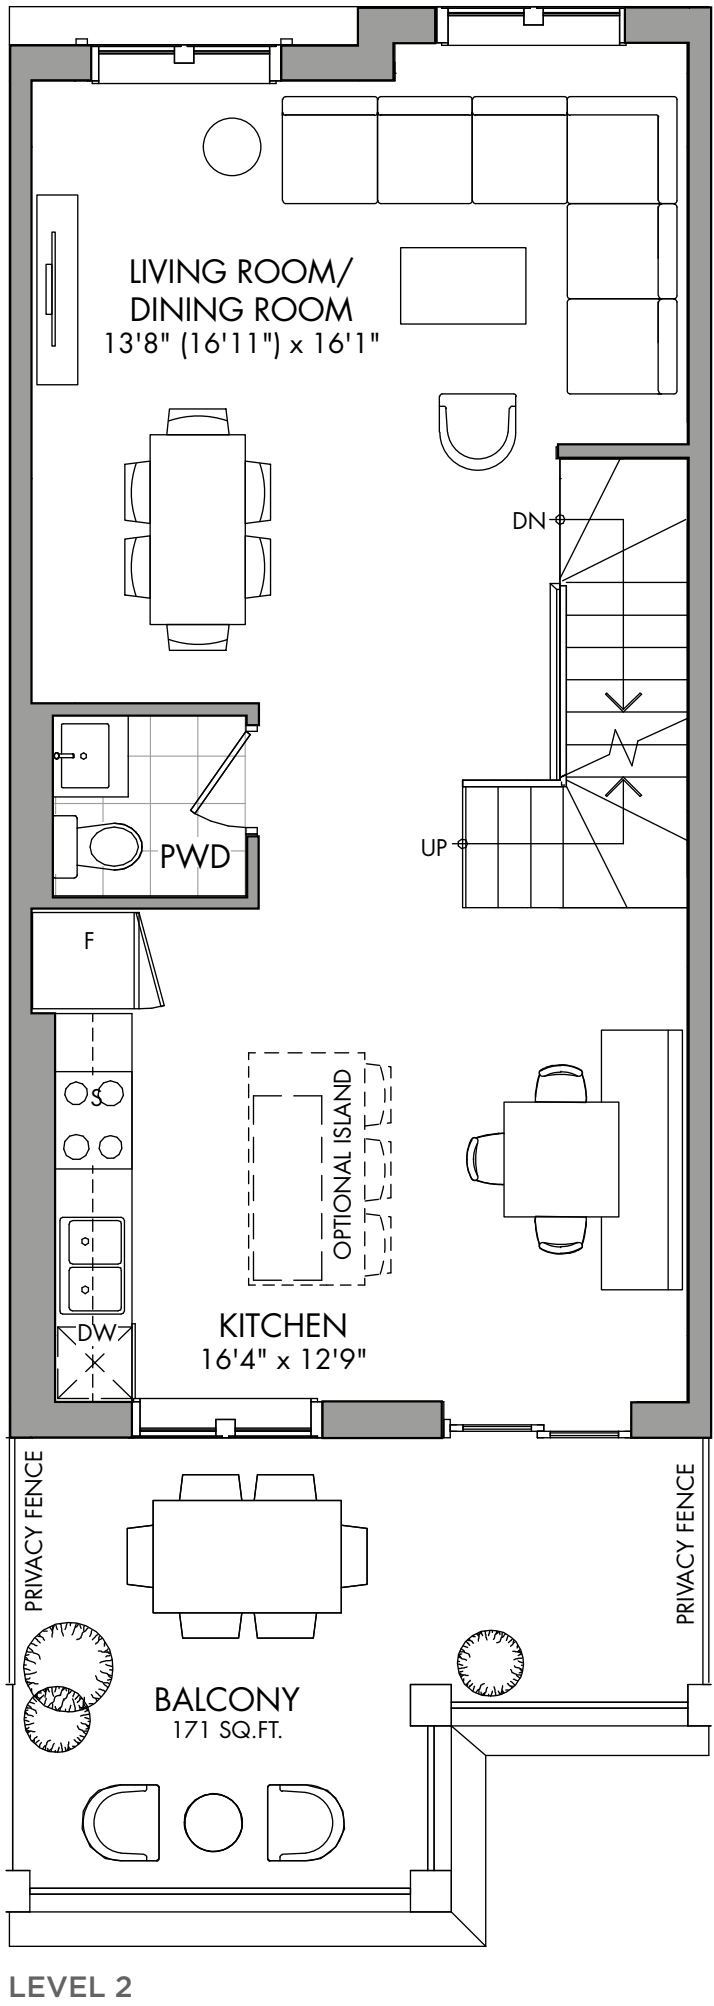 LIVING ROOM/
DINING ROOM
13'8" (16'11") x 16'1"
DN
UP
PWD
F
S
OPTIONAL ISLAND
DW
KITCHEN
16'4" x 12'9"
PRIVACY FENCE
PRIVACY FENCE
BALCONY
171 SQ.FT.
LEVEL 2